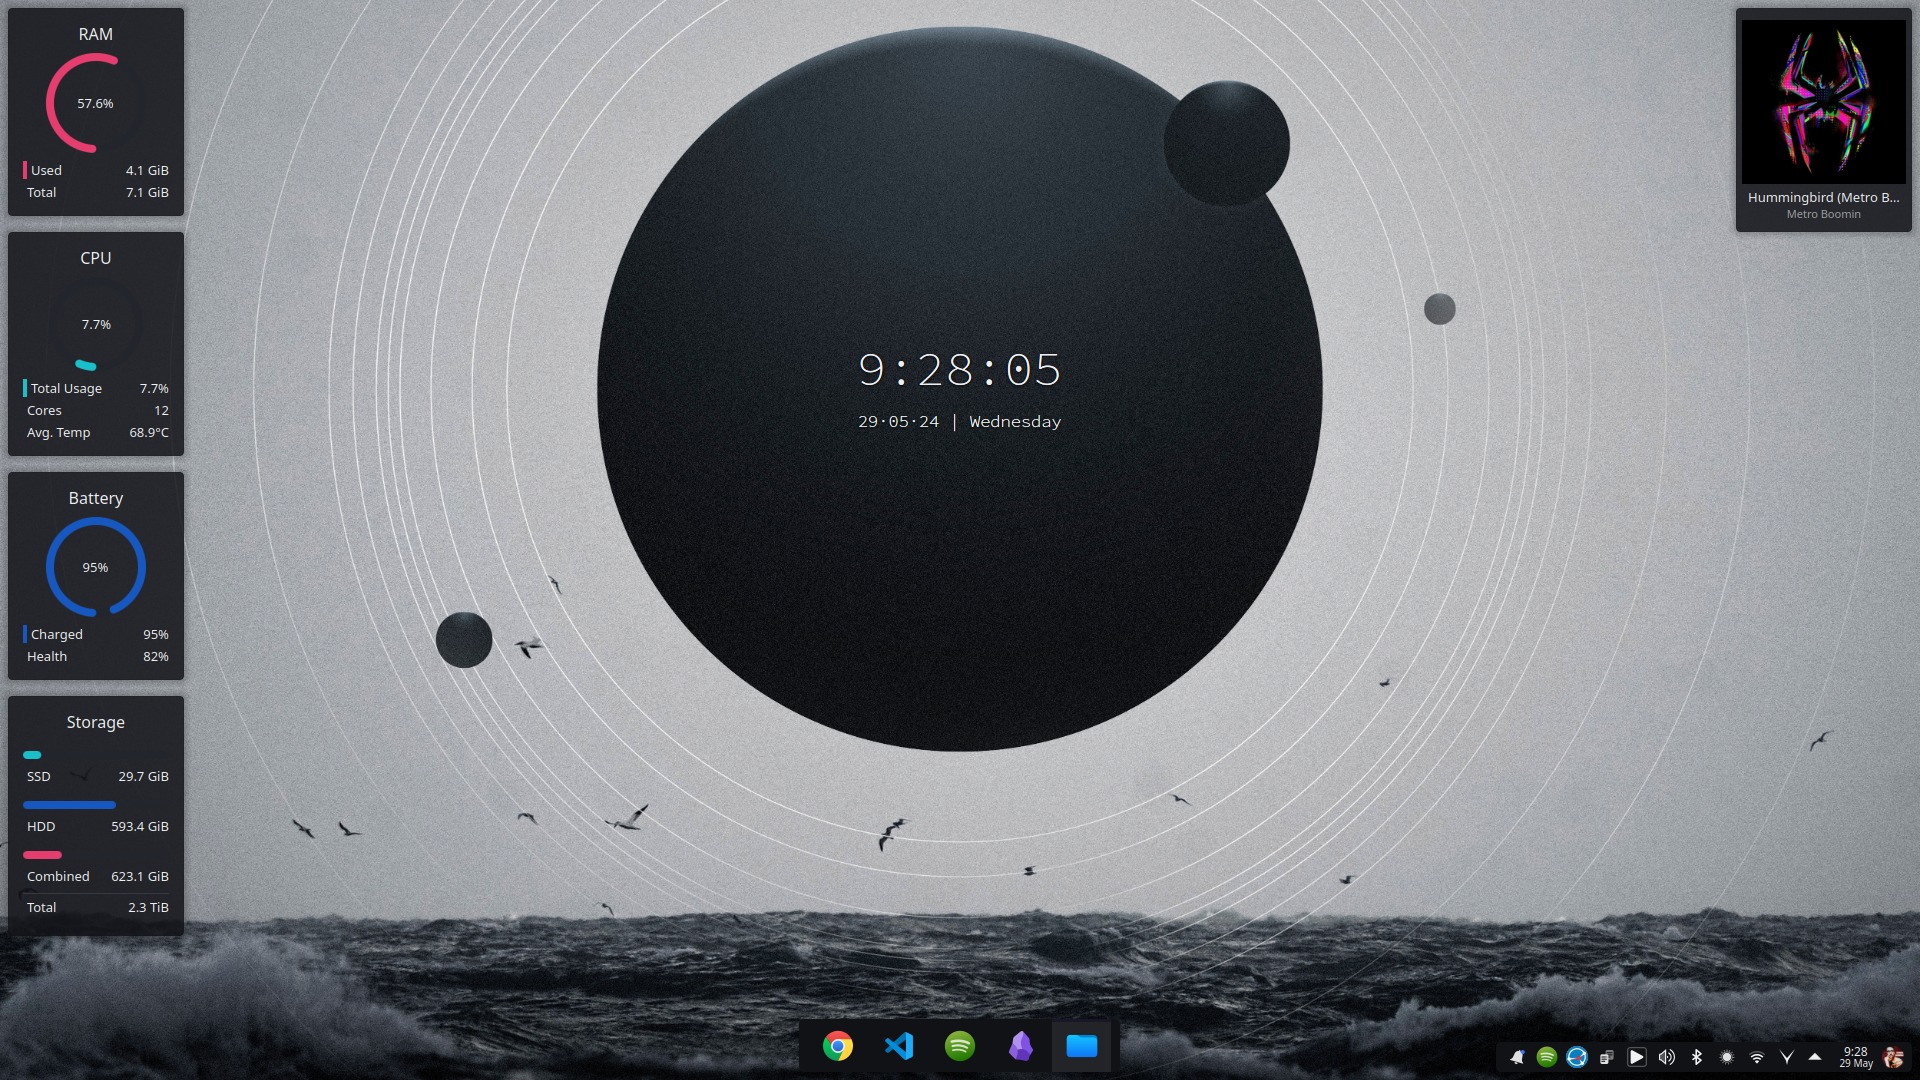 RAM
57.6%
Used 4.1 GiB
Total 7.1 GiB
CPU
7.7%
Total Usage 7.7%
Cores 12
Avg. Temp 68.9°C
Battery
95%
Charged 95%
Health 82%
Storage
SSD 29.7 GiB
HDD 593.4 GiB
Combined 623.1 GiB
Total 2.3 TiB
9:28:05
29·05·24 | Wednesday
Hummingbird (Metro B...
Metro Boomin
9:28
29 May